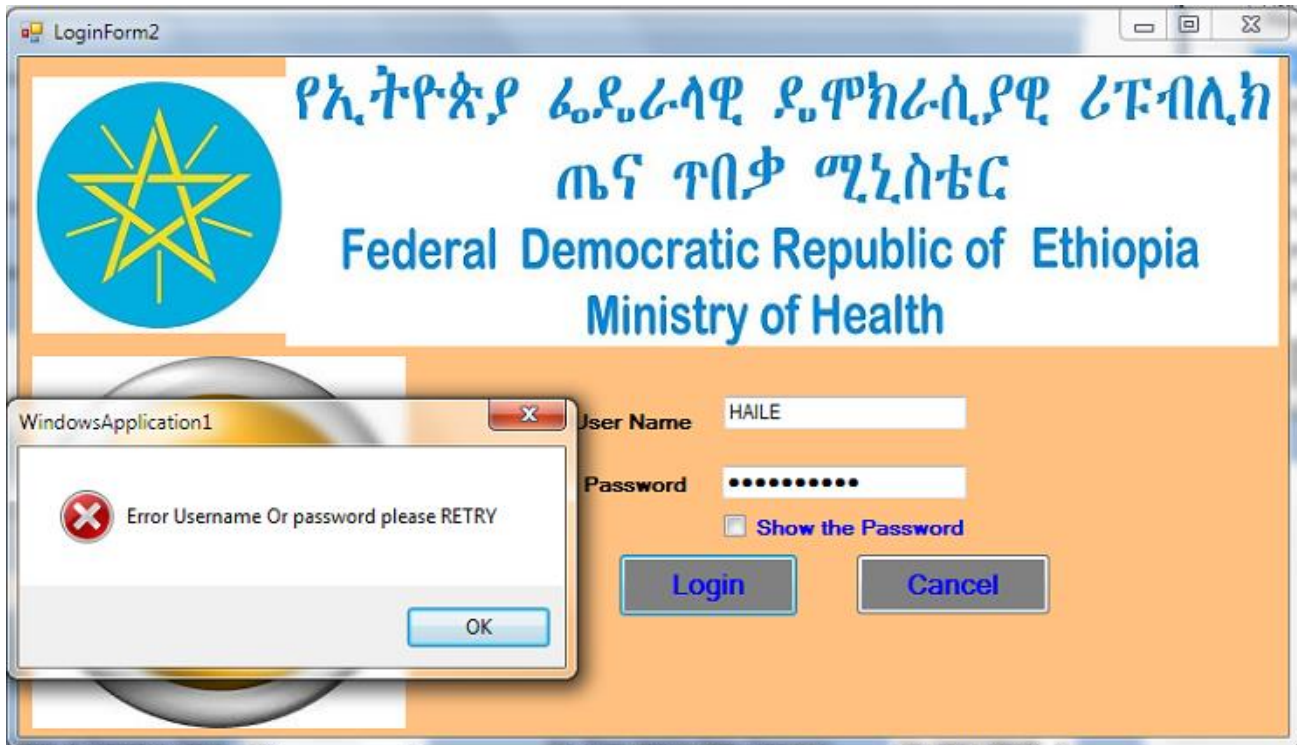 LoginForm2
የኢትዮጵያ ፌዴራላዊ ዴሞክራሲያዊ ሪፐብሊክ
ጤና ጥበቃ ሚኒስቴር
Federal Democratic Republic of Ethiopia
Ministry of Health
WindowsApplication1
Error Username Or password please RETRY
OK
User Name
HAILE
Password
●●●●●●●●●●
Show the Password
Login
Cancel